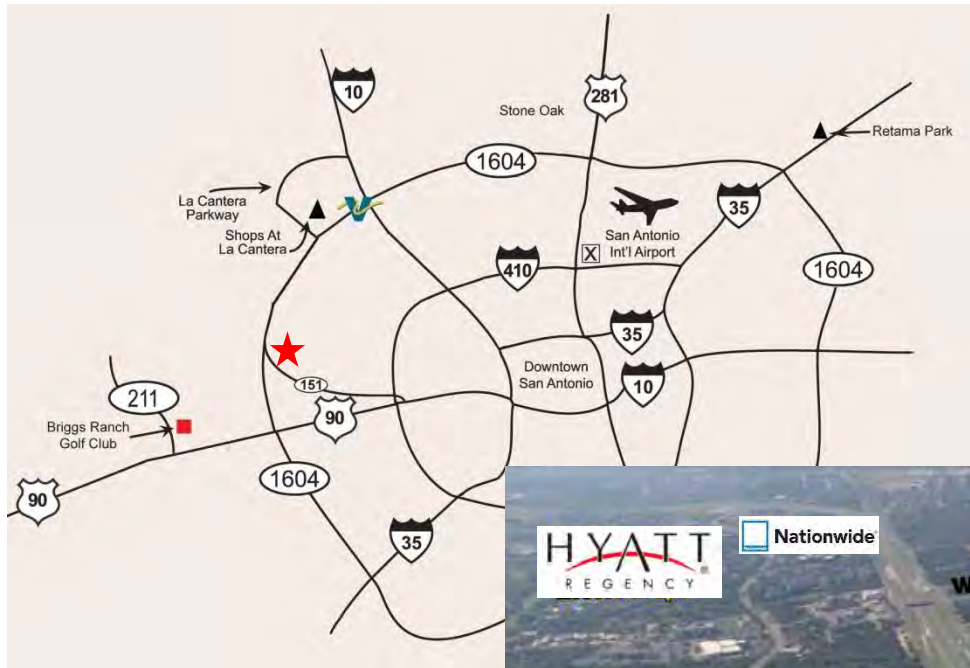 10
281
Stone Oak
Retama Park
1604
La Cantera
Parkway
V
35
Shops At
La Cantera
San Antonio
Int'l Airport
X
410
1604
35
Downtown
San Antonio
151
10
211
90
Briggs Ranch
Golf Club
1604
90
35
HYATT
REGENCY
Nationwide
W